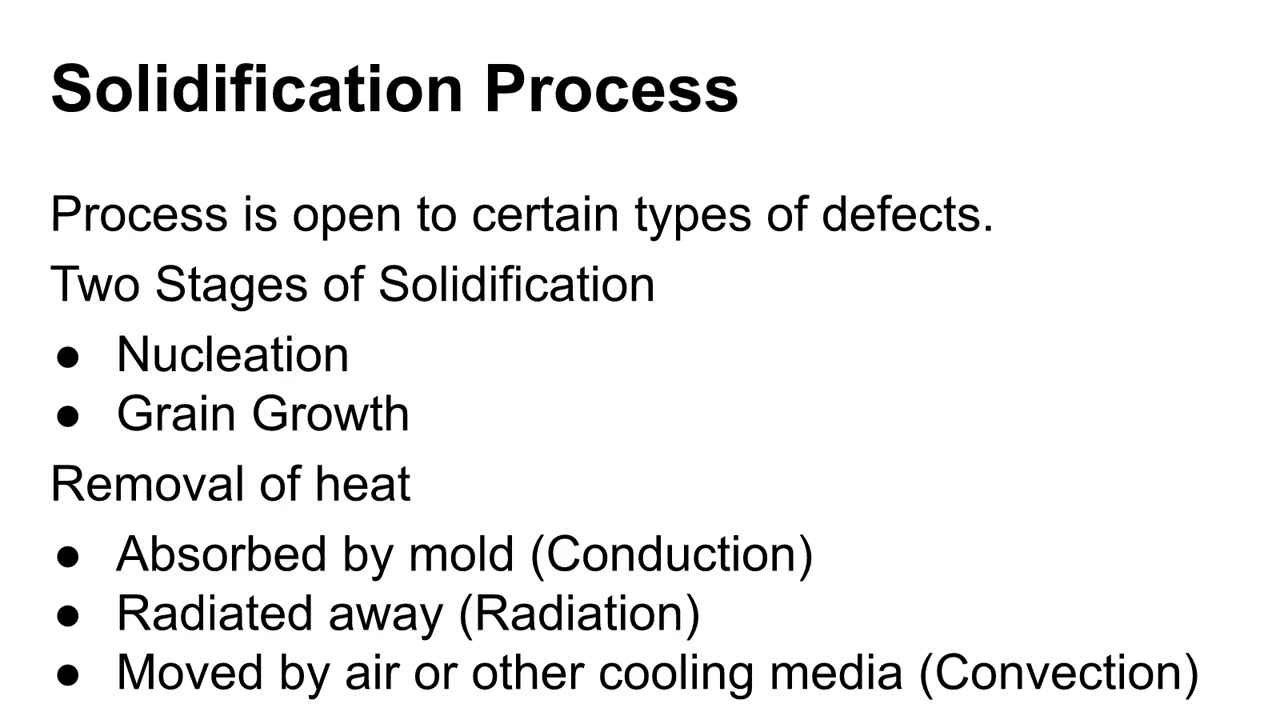 Solidification Process
Process is open to certain types of defects.
Two Stages of Solidification
● Nucleation
● Grain Growth
Removal of heat
● Absorbed by mold (Conduction)
● Radiated away (Radiation)
● Moved by air or other cooling media (Convection)